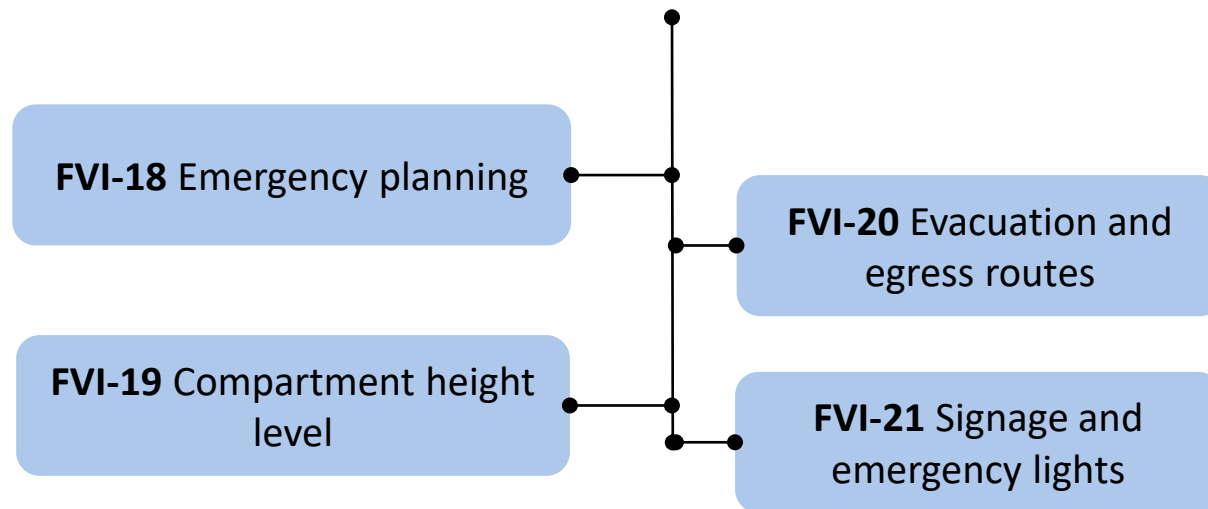 FVI-18 Emergency planning
FVI-19 Compartment height
level
FVI-20 Evacuation and
egress routes
FVI-21 Signage and
emergency lights